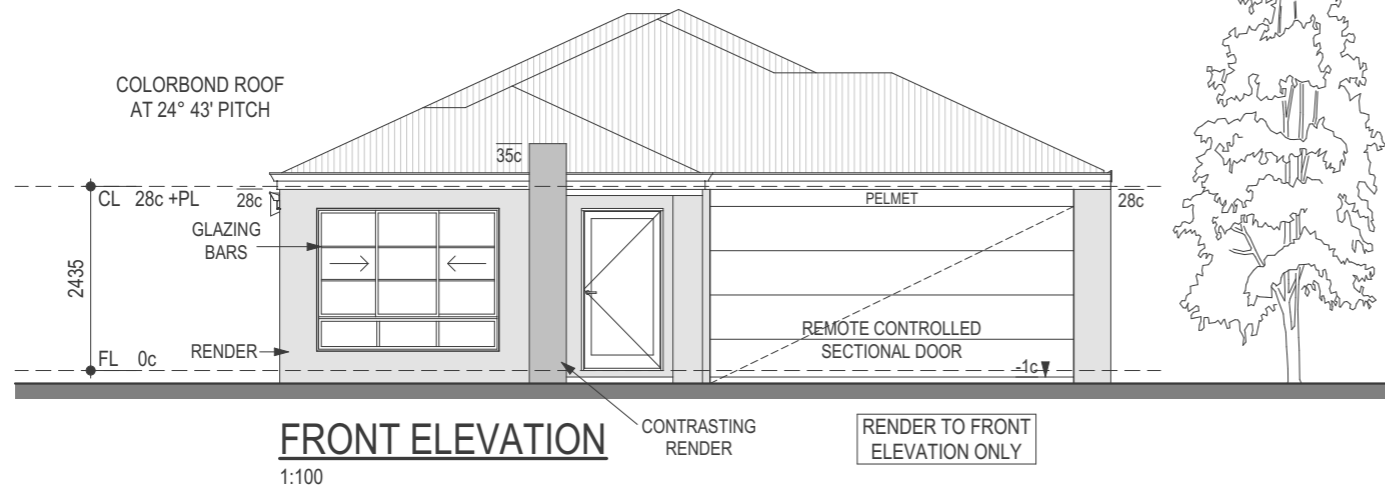 COLORBOND ROOF
AT 24° 43' PITCH
35c
CL 28c +PL
28c
PELMET
28c
GLAZING
BARS
2435
REMOTE CONTROLLED
SECTIONAL DOOR
RENDER
FL 0c
-1c
FRONT ELEVATION
1:100
CONTRASTING
RENDER
RENDER TO FRONT
ELEVATION ONLY